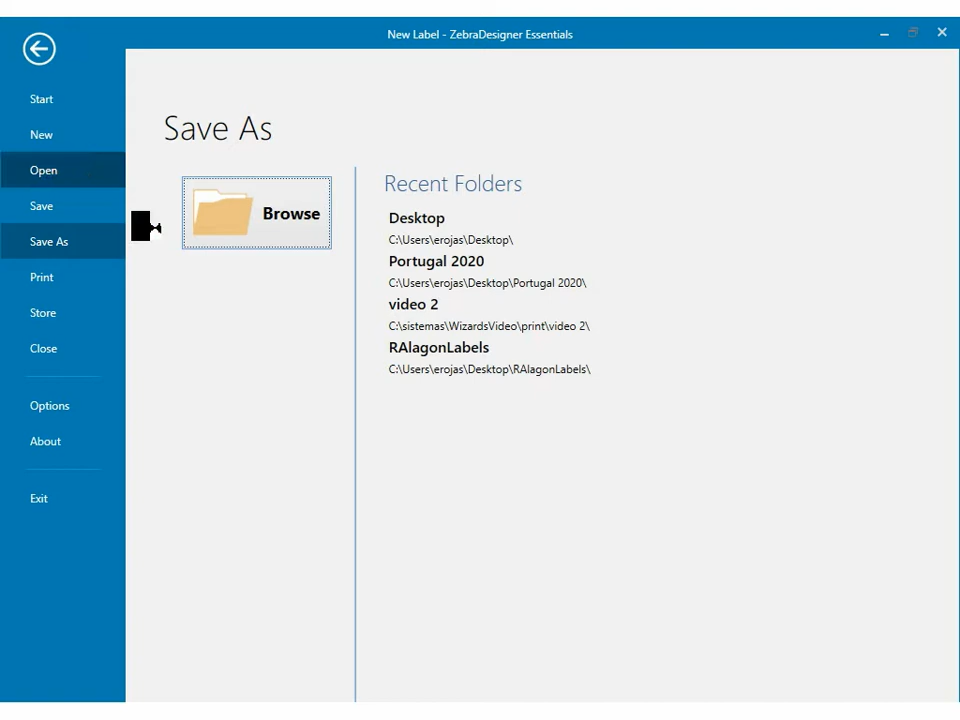 New Label - ZebraDesigner Essentials
Start
New
Open
Save
Save As
Print
Store
Close
Options
About
Exit
Save As
Browse
Recent Folders
Desktop
C:\Users\erojas\Desktop\
Portugal 2020
C:\Users\erojas\Desktop\Portugal 2020\
video 2
C:\sistemas\WizardsVideo\print\video 2\
RAlagonLabels
C:\Users\erojas\Desktop\RAlagonLabels\